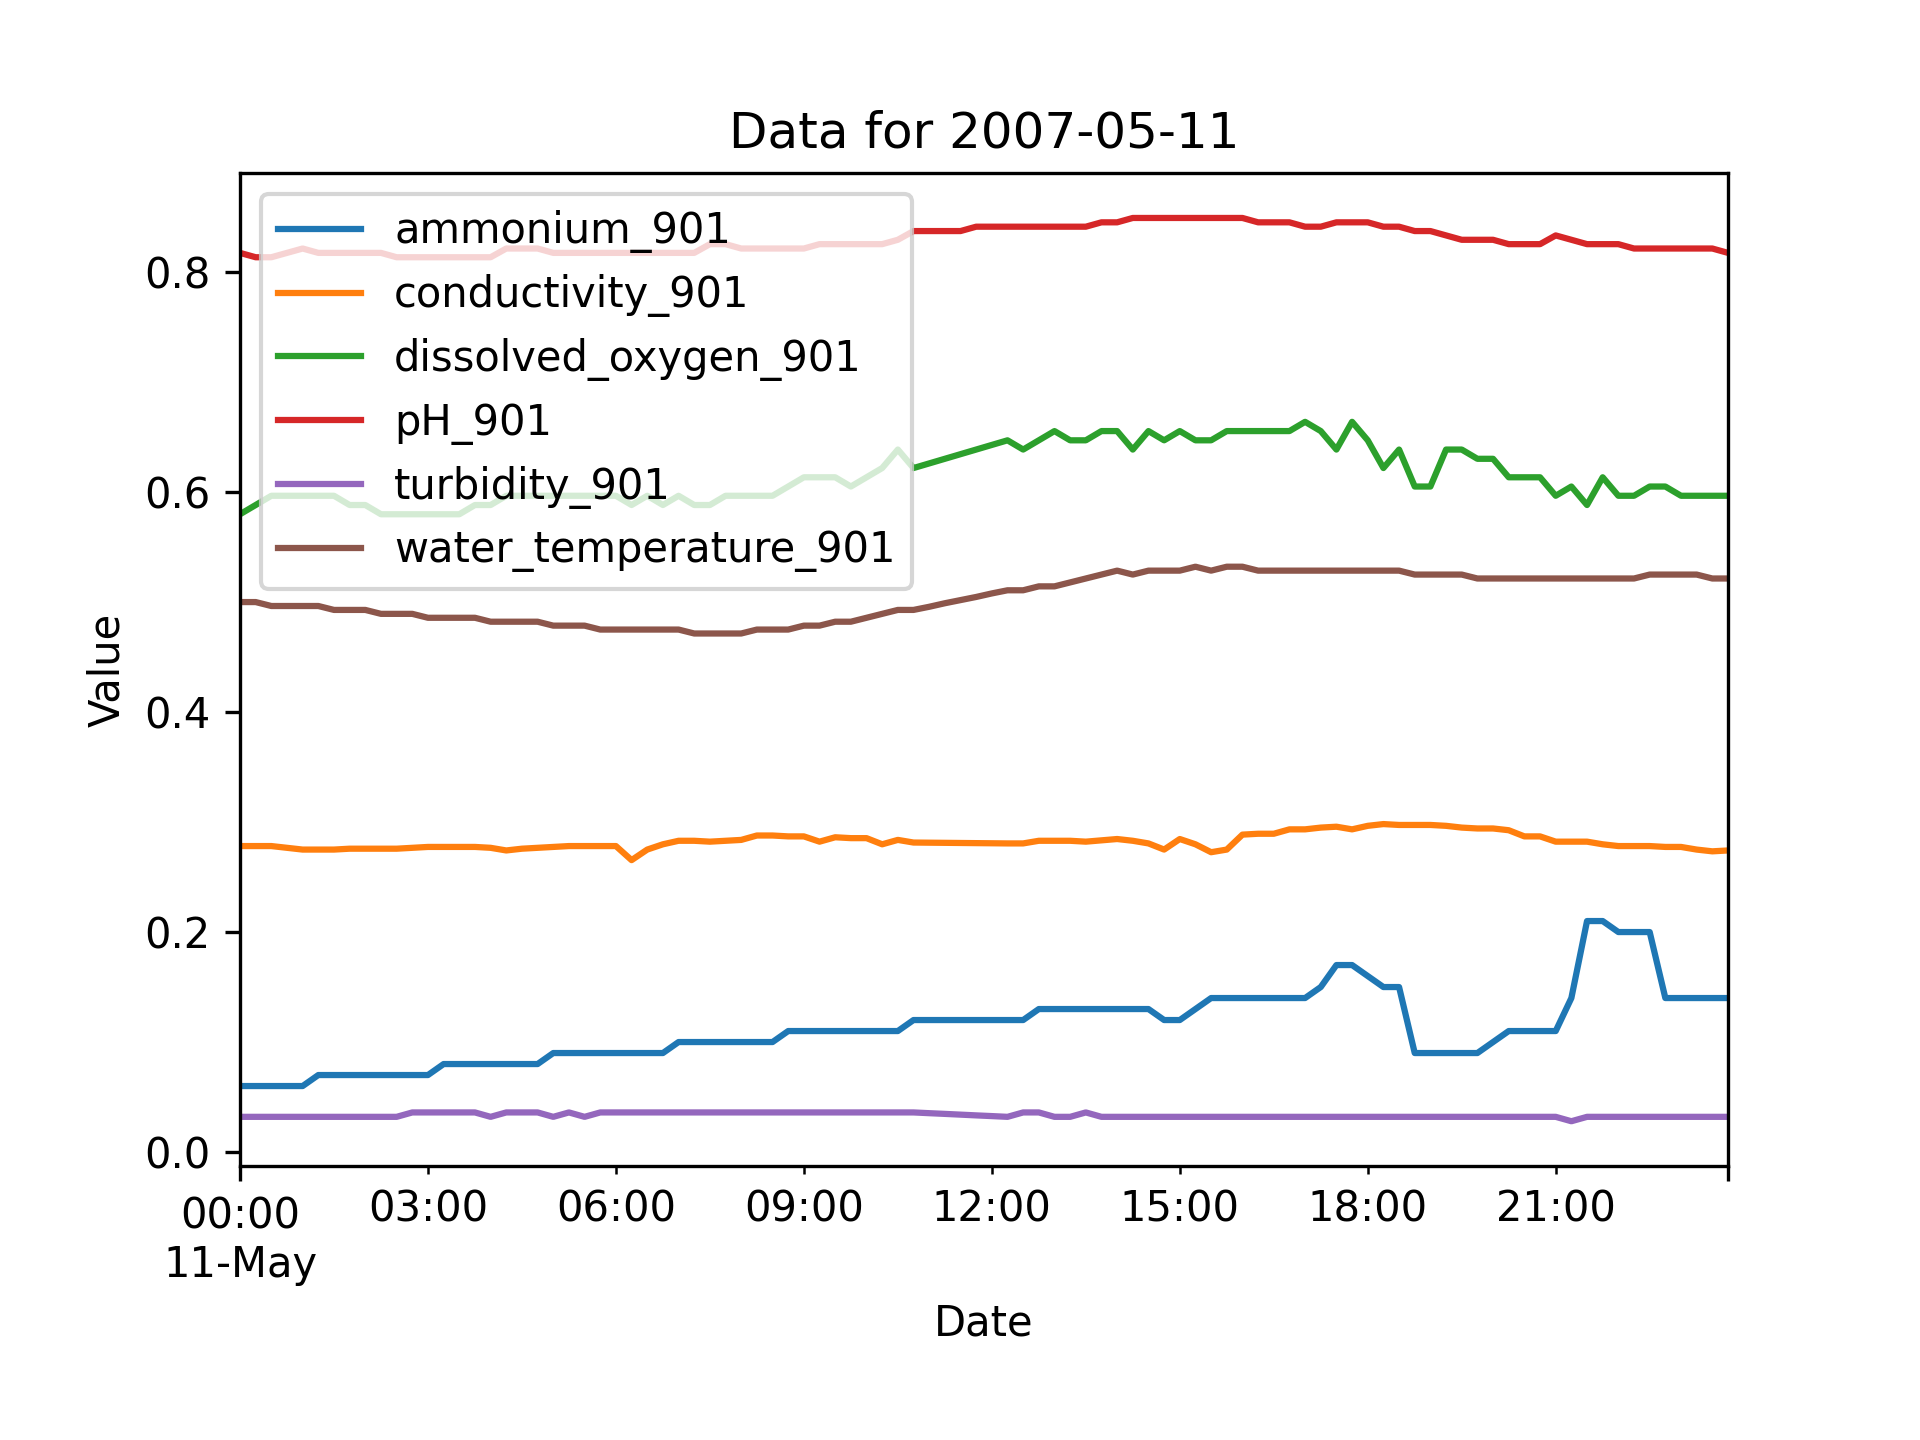 Data for 2007-05-11
ammonium_901
conductivity_901
dissolved_oxygen_901
pH_901
turbidity_901
water_temperature_901
Value
0.8
0.6
0.4
0.2
0.0
00:00 03:00 06:00 09:00 12:00 15:00 18:00 21:00
11-May
Date